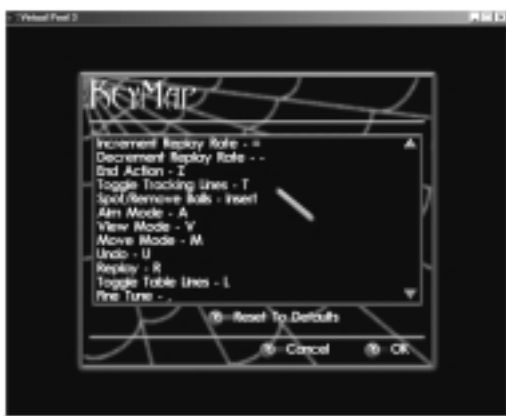 Virtual Pool 3
KeyMap
Increment Replay Rate - =
Decrement Replay Rate - -
End Action - Z
Toggle Tracking Lines - T
Spot/Remove Balls - Insert
Aim Mode - A
View Mode - V
Move Mode - M
Undo - U
Replay - R
Toggle Table Lines - L
Fine Tune - ,
Reset To Defaults
Cancel OK